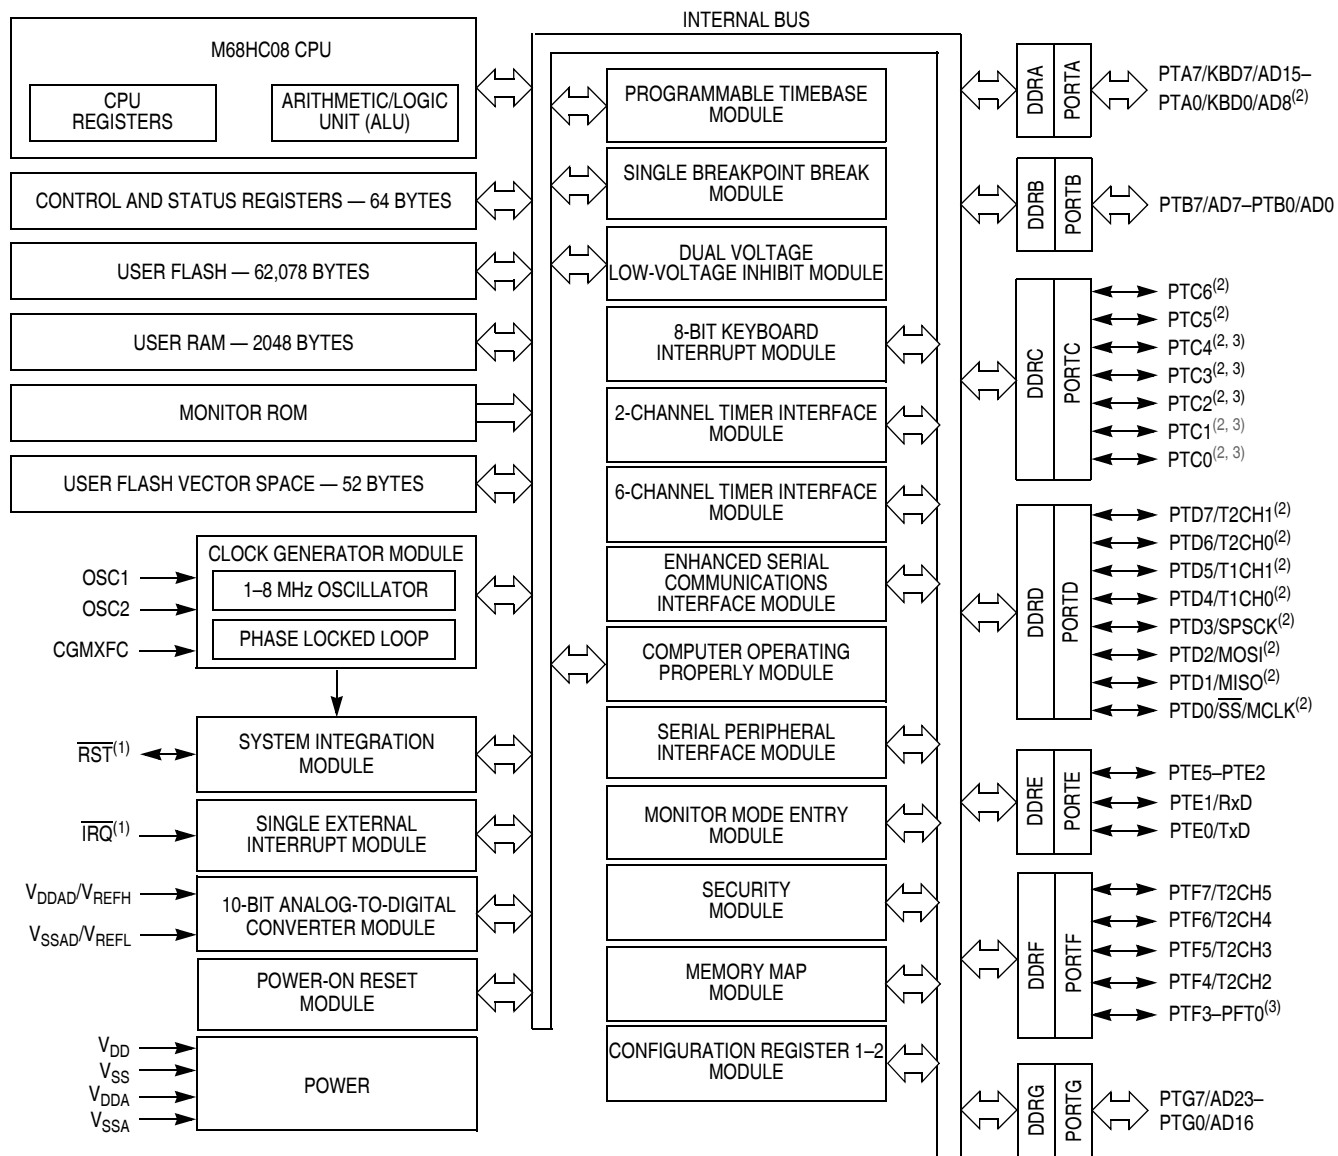 INTERNAL BUS
M68HC08 CPU
CPU
REGISTERS
ARITHMETIC/LOGIC
UNIT (ALU)
CONTROL AND STATUS REGISTERS — 64 BYTES
USER FLASH — 62,078 BYTES
USER RAM — 2048 BYTES
MONITOR ROM
USER FLASH VECTOR SPACE — 52 BYTES
CLOCK GENERATOR MODULE
1–8 MHz OSCILLATOR
PHASE LOCKED LOOP
OSC1
OSC2
CGMXFC
SYSTEM INTEGRATION
MODULE
RST(1)
SINGLE EXTERNAL
INTERRUPT MODULE
IRQ(1)
10-BIT ANALOG-TO-DIGITAL
CONVERTER MODULE
VDDAD/VREFH
VSSAD/VREFL
POWER-ON RESET
MODULE
POWER
VDD
VSS
VDDA
VSSA
PROGRAMMABLE TIMEBASE
MODULE
SINGLE BREAKPOINT BREAK
MODULE
DUAL VOLTAGE
LOW-VOLTAGE INHIBIT MODULE
8-BIT KEYBOARD
INTERRUPT MODULE
2-CHANNEL TIMER INTERFACE
MODULE
6-CHANNEL TIMER INTERFACE
MODULE
ENHANCED SERIAL
COMMUNICATIONS
INTERFACE MODULE
COMPUTER OPERATING
PROPERLY MODULE
SERIAL PERIPHERAL
INTERFACE MODULE
MONITOR MODE ENTRY
MODULE
SECURITY
MODULE
MEMORY MAP
MODULE
CONFIGURATION REGISTER 1–2
MODULE
DDRA
PORTA
PTA7/KBD7/AD15–
PTA0/KBD0/AD8(2)
DDRB
PORTB
PTB7/AD7–PTB0/AD0
DDRC
PORTC
PTC6(2)
PTC5(2)
PTC4(2, 3)
PTC3(2, 3)
PTC2(2, 3)
PTC1(2, 3)
PTC0(2, 3)
DDRD
PORTD
PTD7/T2CH1(2)
PTD6/T2CH0(2)
PTD5/T1CH1(2)
PTD4/T1CH0(2)
PTD3/SPSCK(2)
PTD2/MOSI(2)
PTD1/MISO(2)
PTD0/SS/MCLK(2)
DDRE
PORTE
PTE5–PTE2
PTE1/RxD
PTE0/TxD
DDRF
PORTF
PTF7/T2CH5
PTF6/T2CH4
PTF5/T2CH3
PTF4/T2CH2
PTF3–PFT0(3)
DDRG
PORTG
PTG7/AD23–
PTG0/AD16